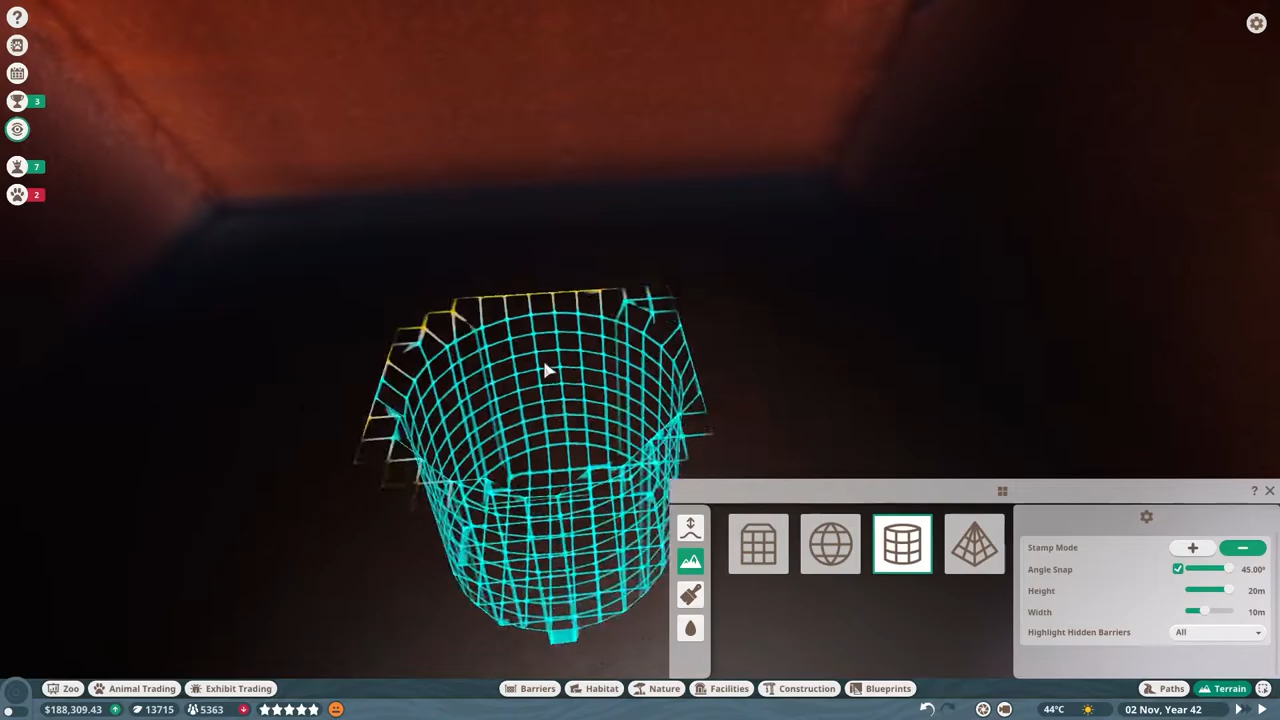 ?
3
7
2
? ×
Stamp Mode + −
Angle Snap 45.00°
Height 20m
Width 10m
Highlight Hidden Barriers All
Zoo Animal Trading Exhibit Trading Barriers Habitat Nature Facilities Construction Blueprints Paths Terrain
$188,309.43 13715 5363 44°C 02 Nov, Year 42